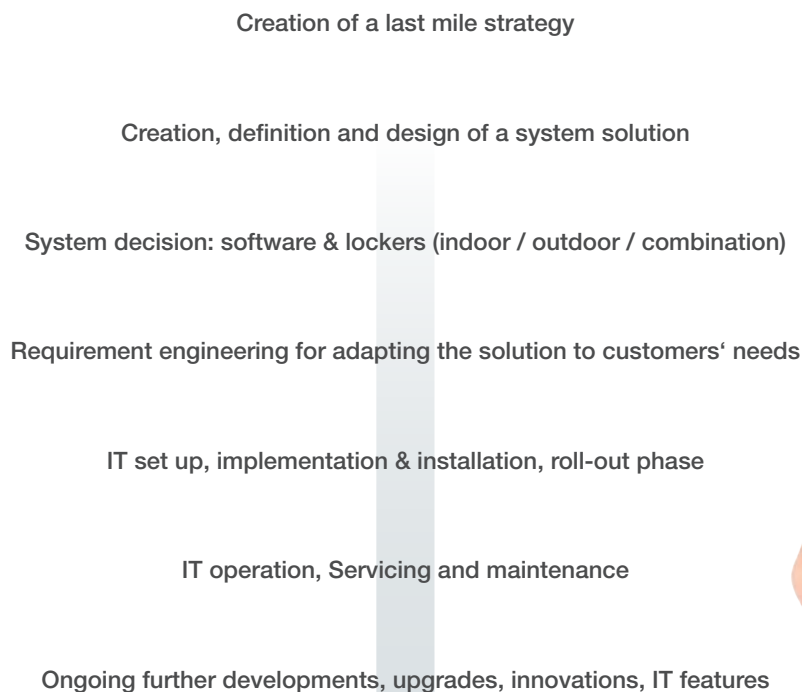 Creation of a last mile strategy
Creation, definition and design of a system solution
System decision: software & lockers (indoor / outdoor / combination)
Requirement engineering for adapting the solution to customers‘ needs
IT set up, implementation & installation, roll-out phase
IT operation, Servicing and maintenance
Ongoing further developments, upgrades, innovations, IT features